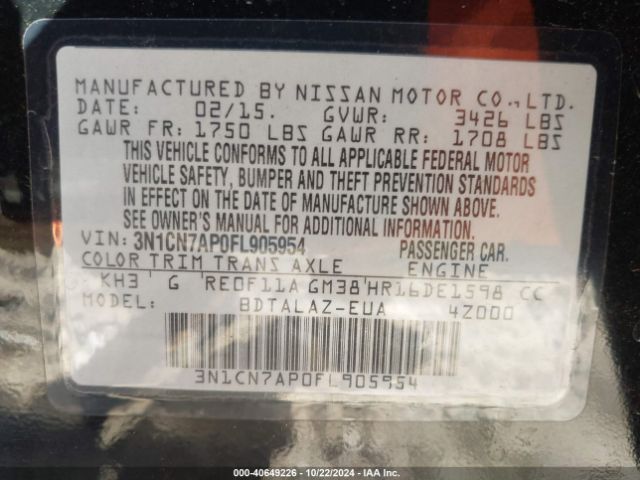 MANUFACTURED BY NISSAN MOTOR CO.,LTD.
DATE: 02/15. GVWR: 3426 LBS
GAWR FR: 1750 LBS GAWR RR: 1708 LBS
THIS VEHICLE CONFORMS TO ALL APPLICABLE FEDERAL MOTOR
VEHICLE SAFETY, BUMPER AND THEFT PREVENTION STANDARDS
IN EFFECT ON THE DATE OF MANUFACTURE SHOWN ABOVE.
SEE OWNER'S MANUAL FOR ADDITIONAL INFORMATION.
VIN: 3N1CN7AP0FL905954 PASSENGER CAR.
COLOR TRIM TRANS AXLE ENGINE
KH3 ' G RE0F11A GM38'HR16DE1598 CC
MODEL: BDTALAZ-EUA 4Z000
3N1CN7AP0FL905954
000-40649226 - 10/22/2024 - IAA Inc.